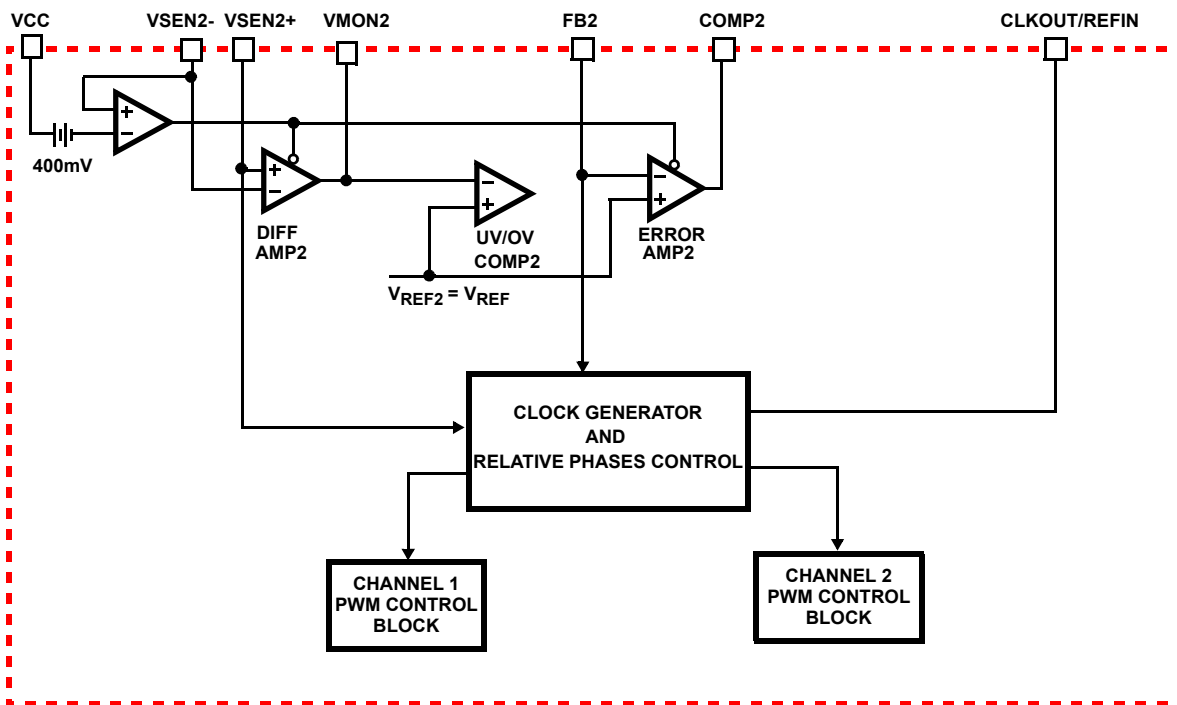 VCC VSEN2- VSEN2+ VMON2 FB2 COMP2 CLKOUT/REFIN
+
−
400mV
+
−
DIFF
AMP2
−
+
UV/OV
COMP2
−
+
ERROR
AMP2
VREF2 = VREF
CLOCK GENERATOR
AND
RELATIVE PHASES CONTROL
CHANNEL 1
PWM CONTROL
BLOCK
CHANNEL 2
PWM CONTROL
BLOCK